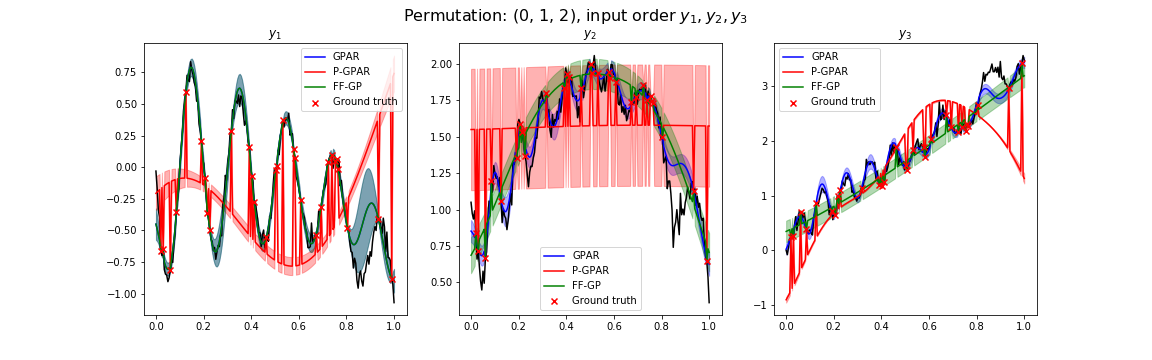 Permutation: (0, 1, 2), input order y₁, y₂, y₃
y₁
GPAR
P-GPAR
FF-GP
Ground truth
0.75
0.50
0.25
0.00
−0.25
−0.50
−0.75
−1.00
0.0 0.2 0.4 0.6 0.8 1.0
y₂
2.00
1.75
1.50
1.25
1.00
0.75
0.50
GPAR
P-GPAR
FF-GP
Ground truth
0.0 0.2 0.4 0.6 0.8 1.0
y₃
GPAR
P-GPAR
FF-GP
Ground truth
3
2
1
0
−1
0.0 0.2 0.4 0.6 0.8 1.0